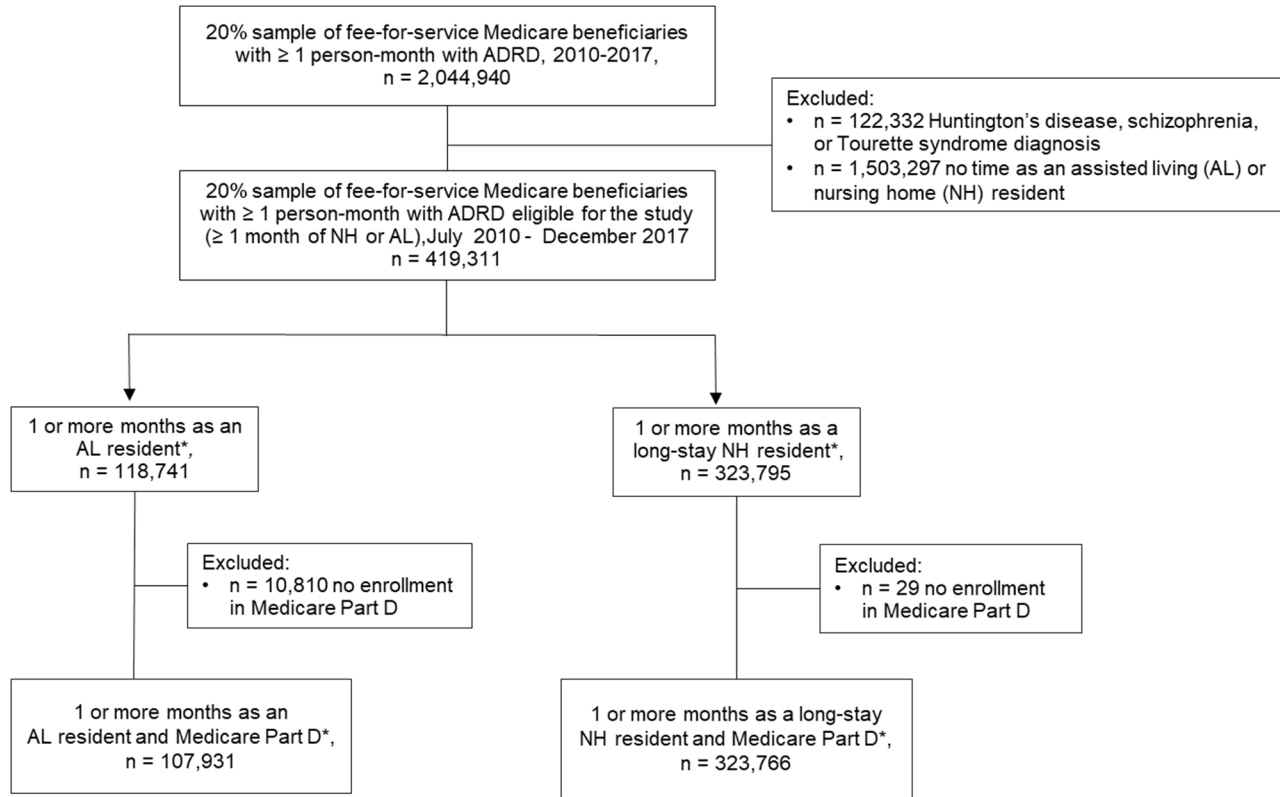 20% sample of fee-for-service Medicare beneficiaries
with ≥ 1 person-month with ADRD, 2010-2017,
n = 2,044,940
Excluded:
• n = 122,332 Huntington's disease, schizophrenia,
or Tourette syndrome diagnosis
• n = 1,503,297 no time as an assisted living (AL) or
nursing home (NH) resident
20% sample of fee-for-service Medicare beneficiaries
with ≥ 1 person-month with ADRD eligible for the study
(≥ 1 month of NH or AL),July 2010 - December 2017
n = 419,311
1 or more months as an
AL resident*,
n = 118,741
1 or more months as a
long-stay NH resident*,
n = 323,795
Excluded:
• n = 10,810 no enrollment
in Medicare Part D
Excluded:
• n = 29 no enrollment
in Medicare Part D
1 or more months as an
AL resident and Medicare Part D*,
n = 107,931
1 or more months as a long-stay
NH resident and Medicare Part D*,
n = 323,766